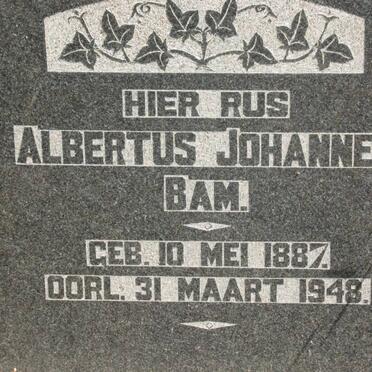 HIER RUS
ALBERTUS JOHANNE
BAM.
GEB. 10 MEI 1887.
OORL. 31 MAART 1948.